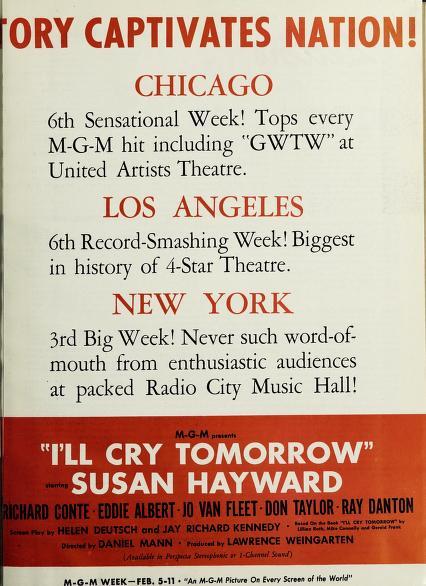 TORY CAPTIVATES NATION!
CHICAGO
6th Sensational Week! Tops every
M-G-M hit including "GWTW" at
United Artists Theatre.
LOS ANGELES
6th Record-Smashing Week! Biggest
in history of 4-Star Theatre.
NEW YORK
3rd Big Week! Never such word-of-
mouth from enthusiastic audiences
at packed Radio City Music Hall!
M-G-M presents
"I'LL CRY TOMORROW"
starring SUSAN HAYWARD
RICHARD CONTE · EDDIE ALBERT · JO VAN FLEET · DON TAYLOR · RAY DANTON
Screen Play by HELEN DEUTSCH and JAY RICHARD KENNEDY · Based On the Book "I'LL CRY TOMORROW" by
Lillian Roth, Mike Connolly and Gerold Frank
Directed by DANIEL MANN · Produced by LAWRENCE WEINGARTEN
(Available in Perspecta Stereophonic or 1-Channel Sound)
M-G-M WEEK—FEB. 5-11 · "An M-G-M Picture On Every Screen of the World"